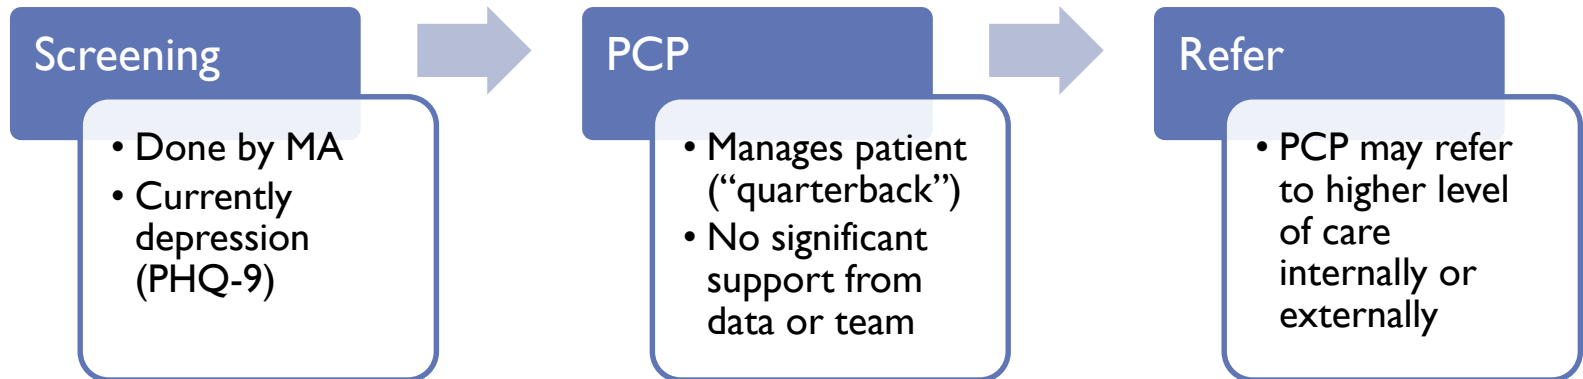 Screening
• Done by MA
• Currently
depression
(PHQ-9)
PCP
• Manages patient
(“quarterback”)
• No significant
support from
data or team
Refer
• PCP may refer
to higher level
of care
internally or
externally